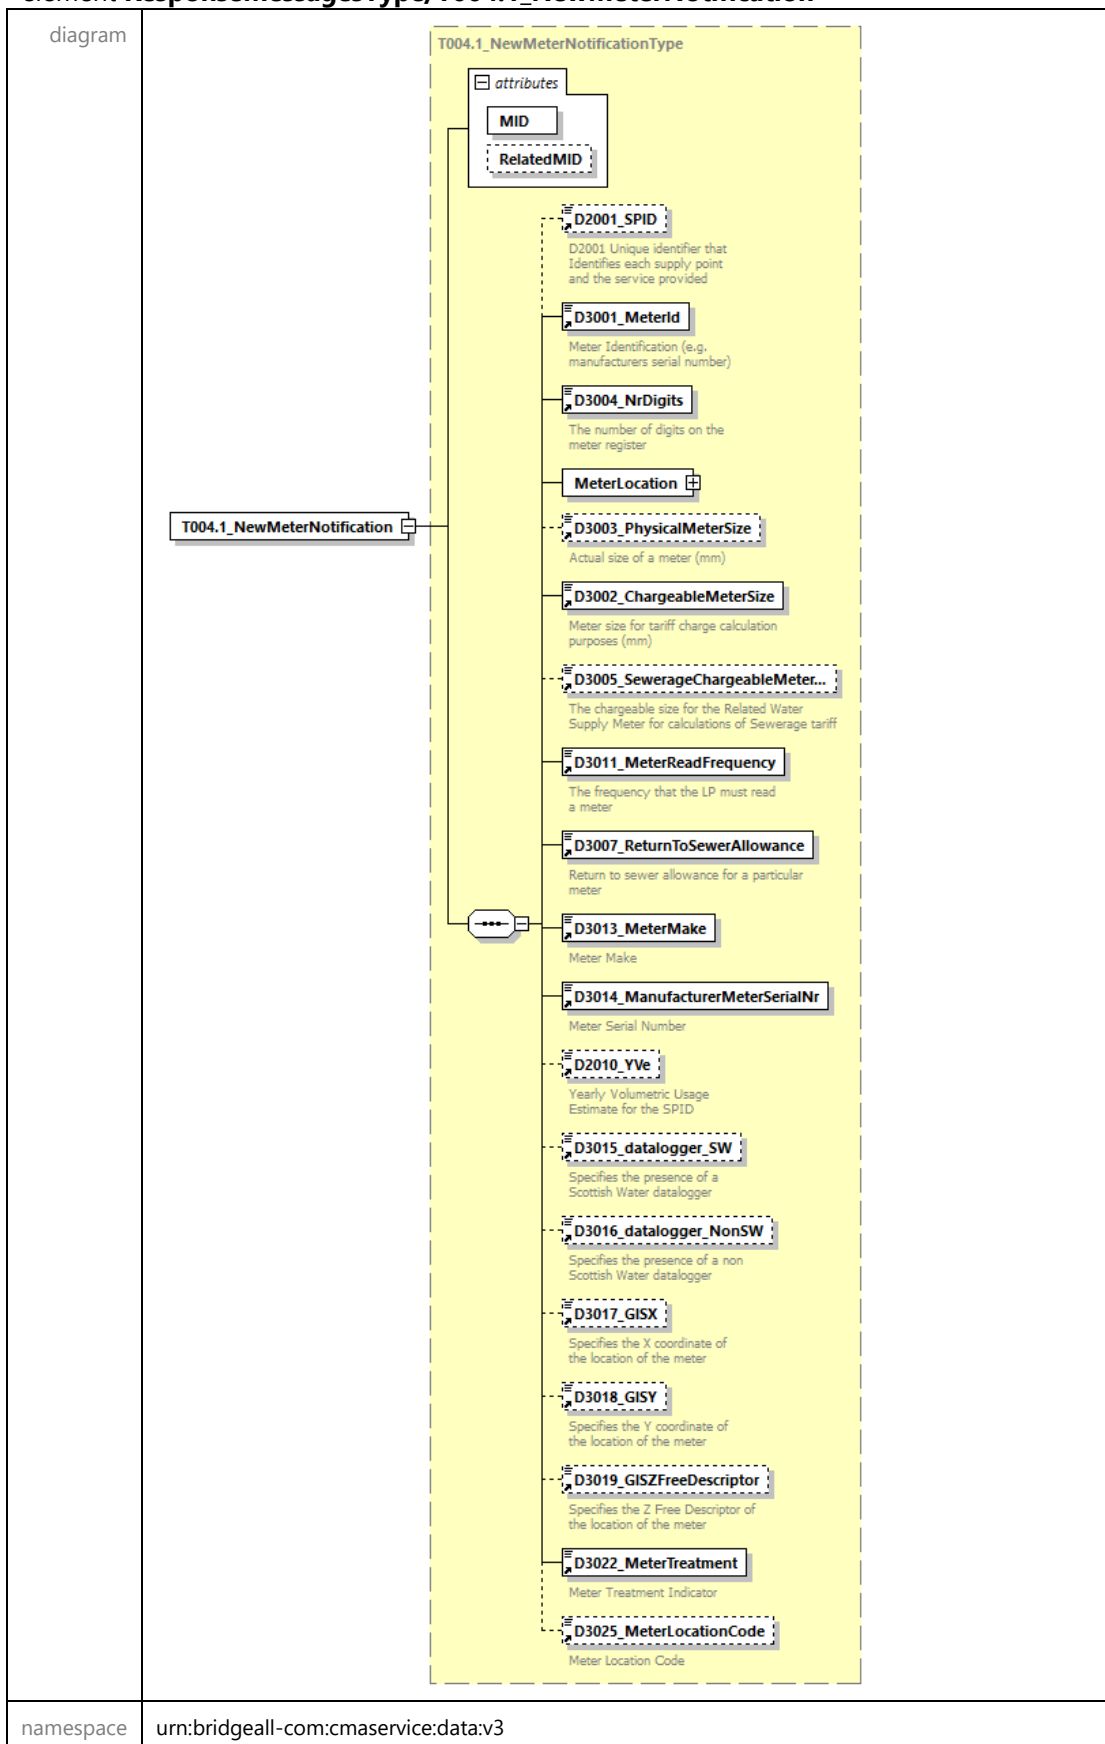 element ResponseMessagesType/T004.1_NewMeterNotification
diagram
T004.1_NewMeterNotificationType
attributes
MID
RelatedMID
D2001_SPID
D2001 Unique identifier that
Identifies each supply point
and the service provided
D3001_MeterId
Meter Identification (e.g.
manufacturers serial number)
D3004_NrDigits
The number of digits on the
meter register
MeterLocation
T004.1_NewMeterNotification
D3003_PhysicalMeterSize
Actual size of a meter (mm)
D3002_ChargeableMeterSize
Meter size for tariff charge calculation
purposes (mm)
D3005_SewerageChargeableMeter...
The chargeable size for the Related Water
Supply Meter for calculations of Sewerage tariff
D3011_MeterReadFrequency
The frequency that the LP must read
a meter
D3007_ReturnToSewerAllowance
Return to sewer allowance for a particular
meter
D3013_MeterMake
Meter Make
D3014_ManufacturerMeterSerialNr
Meter Serial Number
D2010_YVe
Yearly Volumetric Usage
Estimate for the SPID
D3015_datalogger_SW
Specifies the presence of a
Scottish Water datalogger
D3016_datalogger_NonSW
Specifies the presence of a non
Scottish Water datalogger
D3017_GISX
Specifies the X coordinate of
the location of the meter
D3018_GISY
Specifies the Y coordinate of
the location of the meter
D3019_GISZFreeDescriptor
Specifies the Z Free Descriptor of
the location of the meter
D3022_MeterTreatment
Meter Treatment Indicator
D3025_MeterLocationCode
Meter Location Code
namespace
urn:bridgeall-com:cmaservice:data:v3